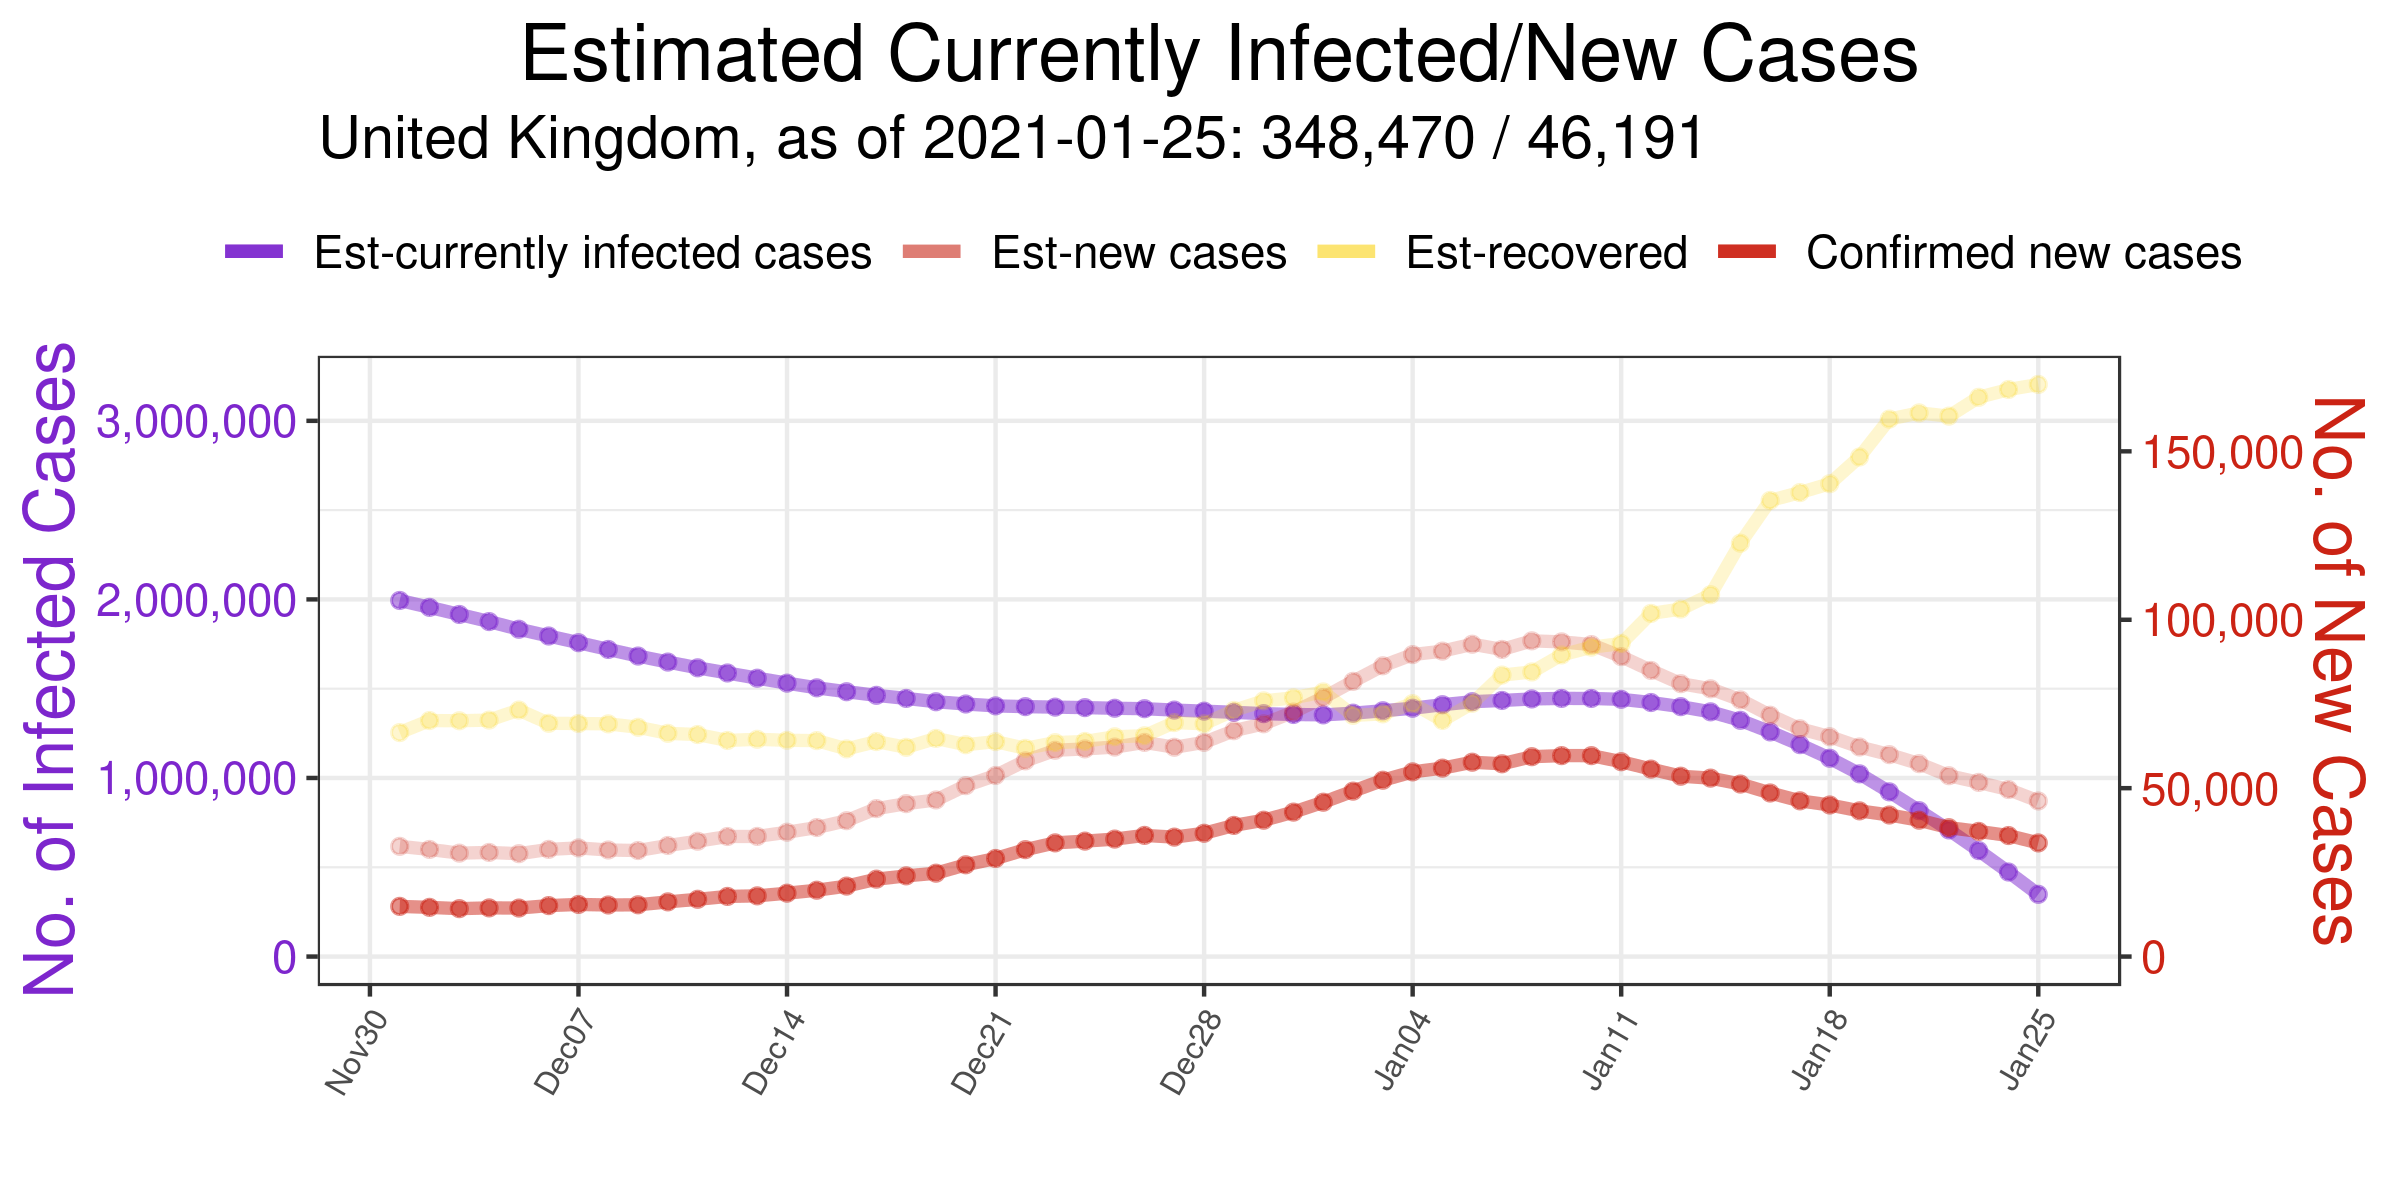 Estimated Currently Infected/New Cases
United Kingdom, as of 2021-01-25: 348,470 / 46,191
Est-currently infected cases Est-new cases Est-recovered Confirmed new cases
No. of Infected Cases
3,000,000
2,000,000
1,000,000
0
150,000
100,000
50,000
0
No. of New Cases
Nov30 Dec07 Dec14 Dec21 Dec28 Jan04 Jan11 Jan18 Jan25